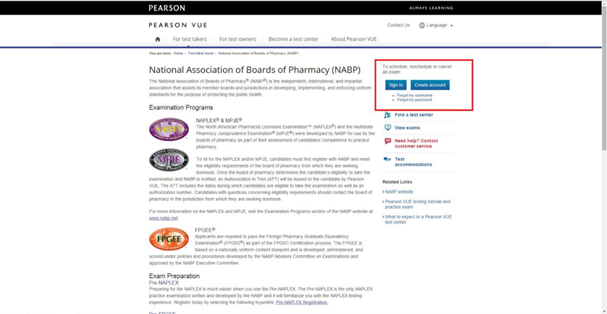 PEARSON
ALWAYS LEARNING
PEARSON VUE
Contact Us
Language
For test takers
For test owners
Become a test center
About Pearson VUE
You are here: Home › Test taker home › National Association of Boards of Pharmacy (NABP)
National Association of Boards of Pharmacy (NABP)
The National Association of Boards of Pharmacy® (NABP®) is the independent, international, and impartial
association that assists its member boards and jurisdictions in developing, implementing, and enforcing uniform
standards for the purpose of protecting the public health.
Examination Programs
NAPLEX
MPJE
NAPLEX® & MPJE®
The North American Pharmacist Licensure Examination™ (NAPLEX®) and the Multistate
Pharmacy Jurisprudence Examination® (MPJE®) were developed by NABP for use by the
boards of pharmacy as part of their assessment of candidates' competence to practice
pharmacy.
To sit for the NAPLEX and/or MPJE, candidates must first register with NABP and meet
the eligibility requirements of the board of pharmacy from which they are seeking
licensure. Once the board of pharmacy determines the candidate's eligibility to take the
examination and NABP is notified, an Authorization to Test (ATT) will be issued to the candidate by Pearson
VUE. The ATT includes the dates during which candidates are eligible to take the examination as well as an
authorization number. Candidates with questions concerning eligibility requirements should contact the board of
pharmacy in the jurisdiction from which they are seeking licensure.
For more information on the NAPLEX and MPJE, visit the Examination Programs section of the NABP website at
www.nabp.net
FPGEE
FPGEE®
Applicants are required to pass the Foreign Pharmacy Graduate Equivalency
Examination® (FPGEE®) as part of the FPGEC Certification process. The FPGEE is
based on a nationally uniform content blueprint and is developed, administered, and
scored under policies and procedures developed by the NABP Advisory Committee on Examinations and
approved by the NABP Executive Committee.
Exam Preparation
Pre-NAPLEX
Preparing for the NAPLEX is much easier when you use the Pre-NAPLEX. The Pre-NAPLEX is the only NAPLEX
practice examination written and developed by the NABP and it will familiarize you with the NAPLEX testing
experience. Register today by selecting the following hyperlink, Pre-NAPLEX Registration.
To schedule, reschedule or cancel
an exam:
Sign in
Create account
Forgot my username
Forgot my password
Find a test center
View exams
Need help? Contact
customer service
Test
accommodations
Related Links
NABP website
Pearson VUE testing tutorial and
practice exam
What to expect in a Pearson VUE
test center